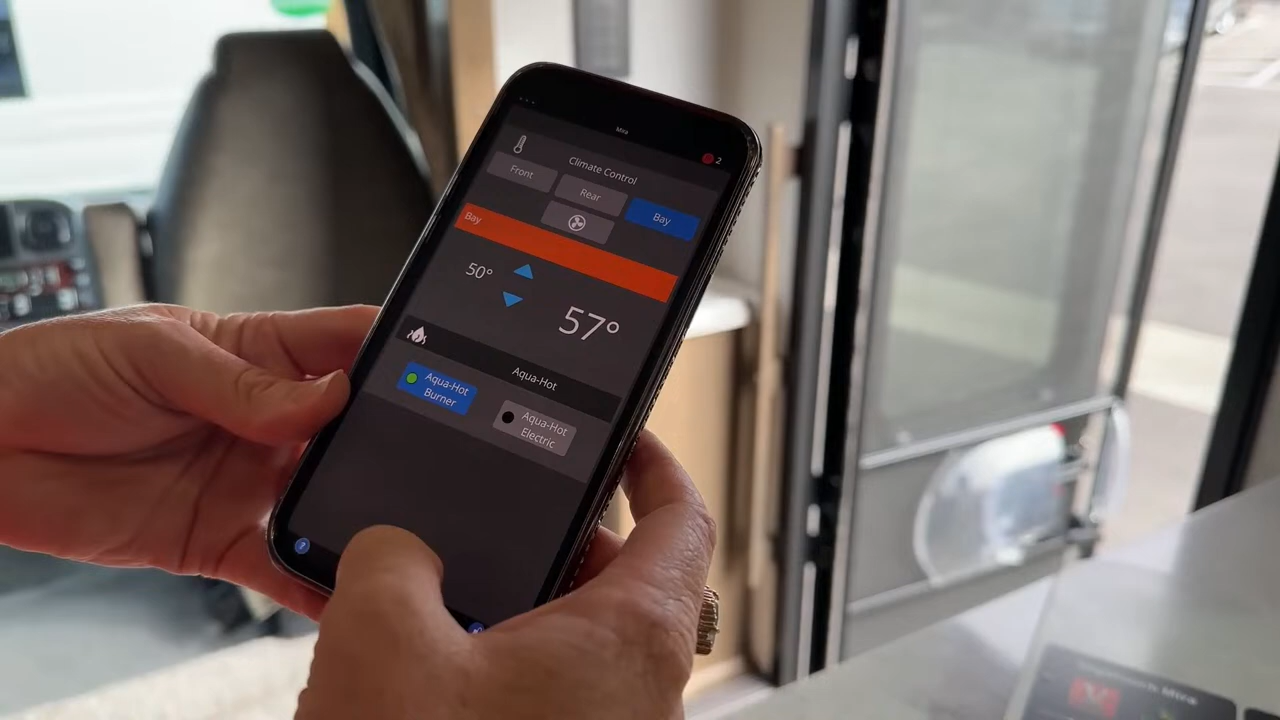 Mira
2
Climate Control
Front
Rear
Bay
Bay
50°
57°
Aqua-Hot
Aqua-Hot
Burner
Aqua-Hot
Electric
?